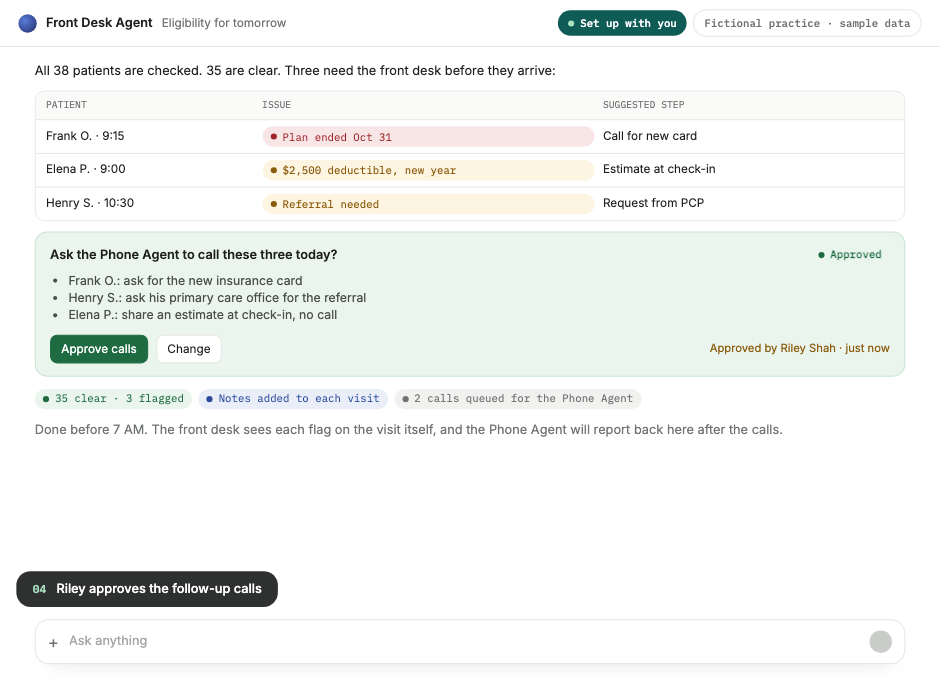 Front Desk Agent Eligibility for tomorrow Set up with you Fictional practice · sample data
All 38 patients are checked. 35 are clear. Three need the front desk before they arrive:
PATIENT ISSUE SUGGESTED STEP
Frank O. · 9:15 Plan ended Oct 31 Call for new card
Elena P. · 9:00 $2,500 deductible, new year Estimate at check-in
Henry S. · 10:30 Referral needed Request from PCP
Ask the Phone Agent to call these three today? Approved
• Frank O.: ask for the new insurance card
• Henry S.: ask his primary care office for the referral
• Elena P.: share an estimate at check-in, no call
Approve calls Change Approved by Riley Shah · just now
35 clear · 3 flagged Notes added to each visit 2 calls queued for the Phone Agent
Done before 7 AM. The front desk sees each flag on the visit itself, and the Phone Agent will report back here after the calls.
04 Riley approves the follow-up calls
+ Ask anything